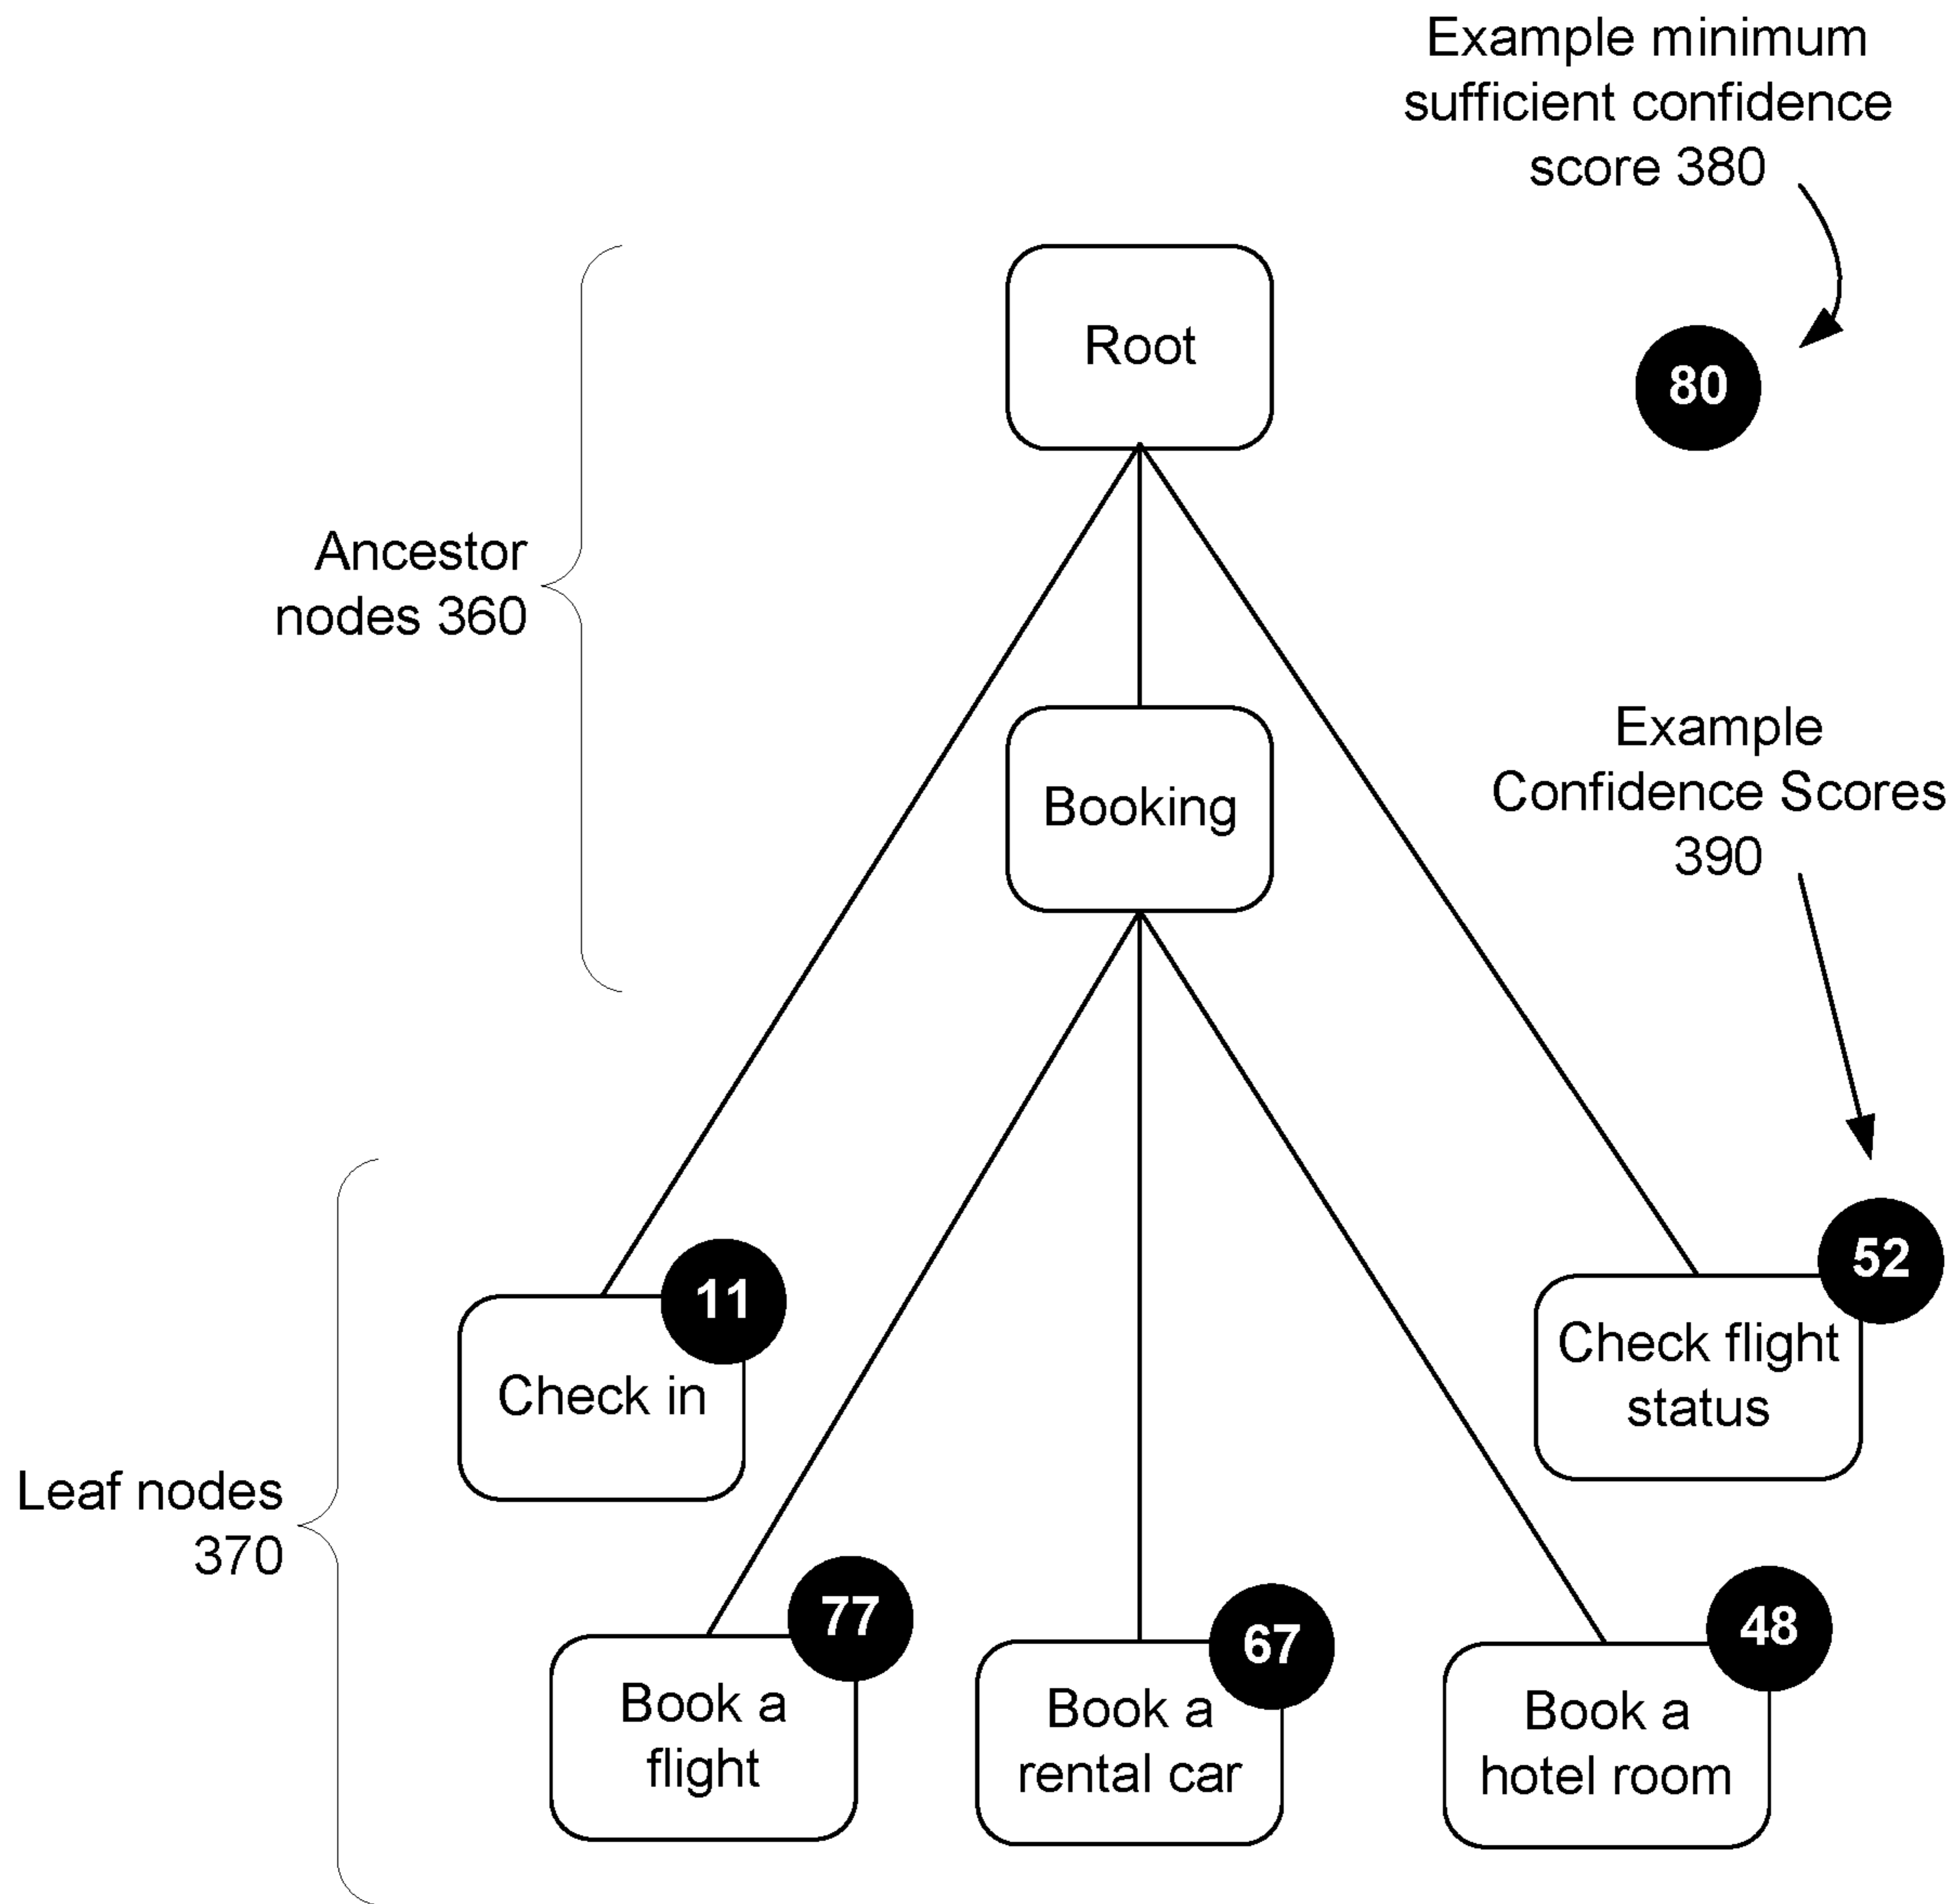 Example minimum
sufficient confidence
score 380
Root
80
Ancestor
nodes 360
Booking
Example
Confidence Scores
390
52
11
Check flight
status
Check in
Leaf nodes
370
77
67
48
Book a
flight
Book a
rental car
Book a
hotel room